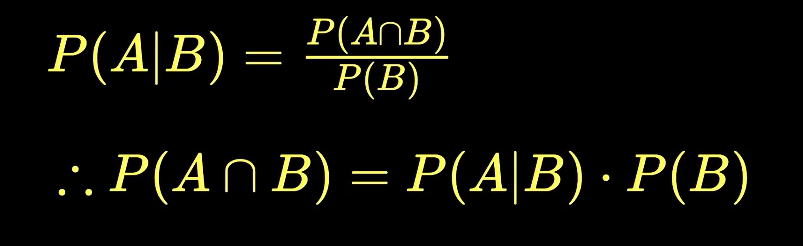 P(A|B) = P(A∩B)/P(B)
∴ P(A ∩ B) = P(A|B) · P(B)